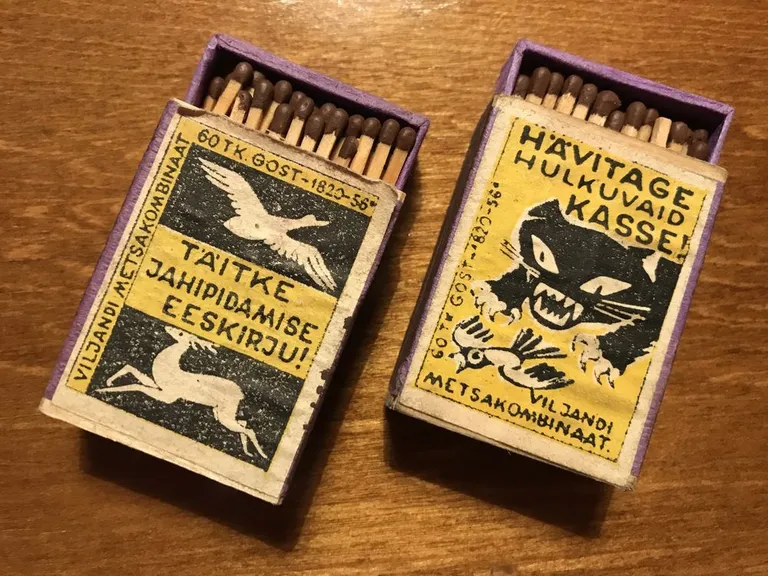 60 TK. GOST-1820-56*
VILJANDI METSAKOMBINAAT
TÄITKE
JAHIPIDAMISE
EESKIRJU!
HÄVITAGE
HULKUVAID
KASSE!
60 TK GOST-1820-56*
VILJANDI
METSAKOMBINAAT.